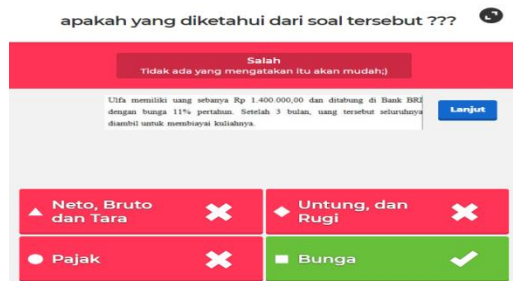 apakah yang diketahui dari soal tersebut ???
Salah
Tidak ada yang mengatakan itu akan mudah;)
Ulfa memiliki uang sebanya Rp 1.400.000,00 dan ditabung di Bank BRI
dengan bunga 11% pertahun. Setelah 3 bulan, uang tersebut seluruhnya
diambil untuk membiayai kuliahnya.
Lanjut
Neto, Bruto
dan Tara
Untung, dan
Rugi
Pajak
Bunga